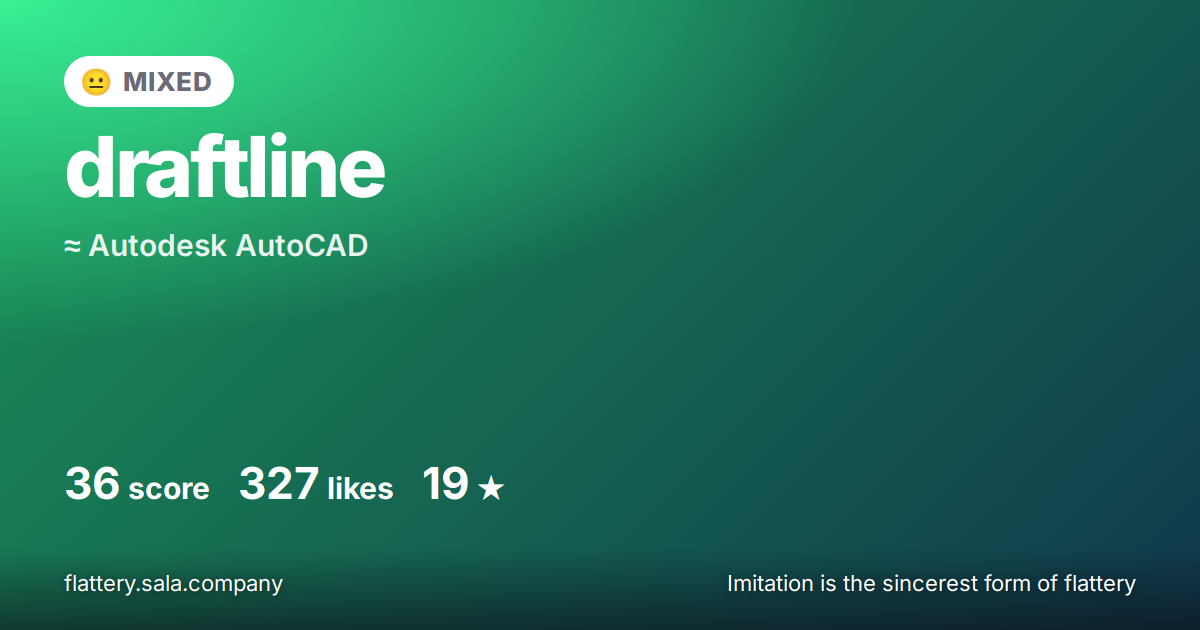 😐 MIXED
draftline
≈ Autodesk AutoCAD
36 score 327 likes 19 ★
flattery.sala.company
Imitation is the sincerest form of flattery